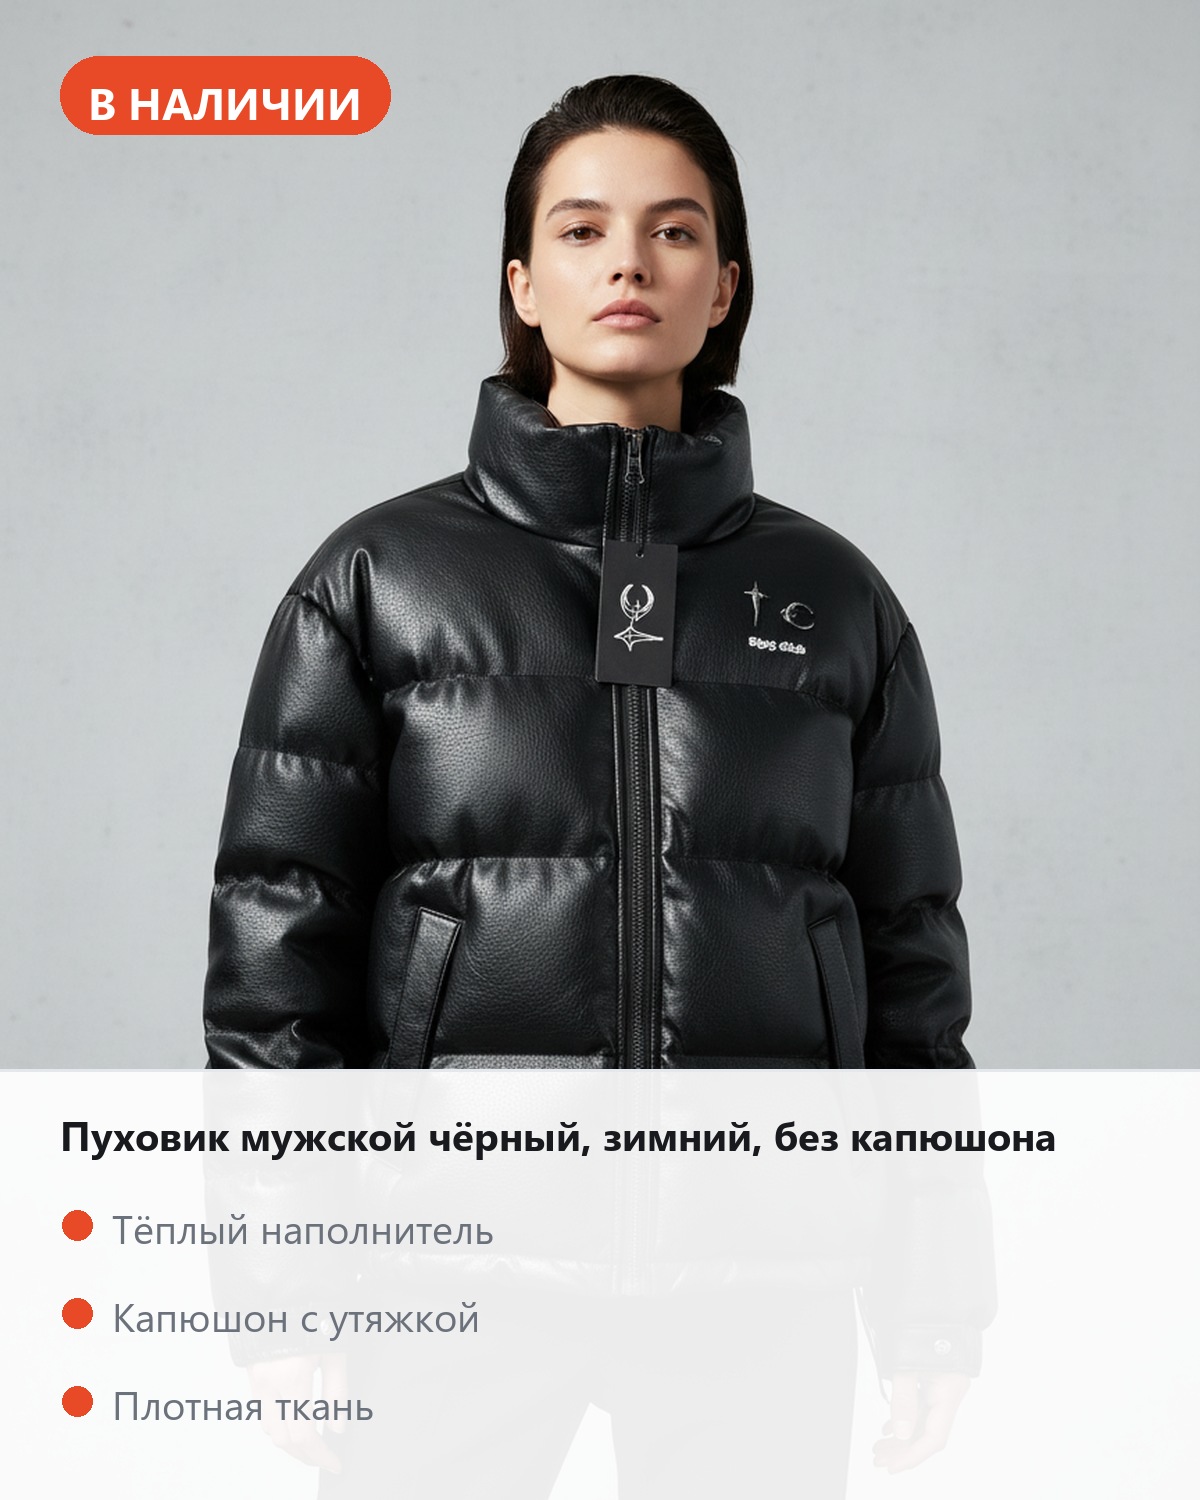 В НАЛИЧИИ
Пуховик мужской чёрный, зимний, без капюшона
Тёплый наполнитель
Капюшон с утяжкой
Плотная ткань